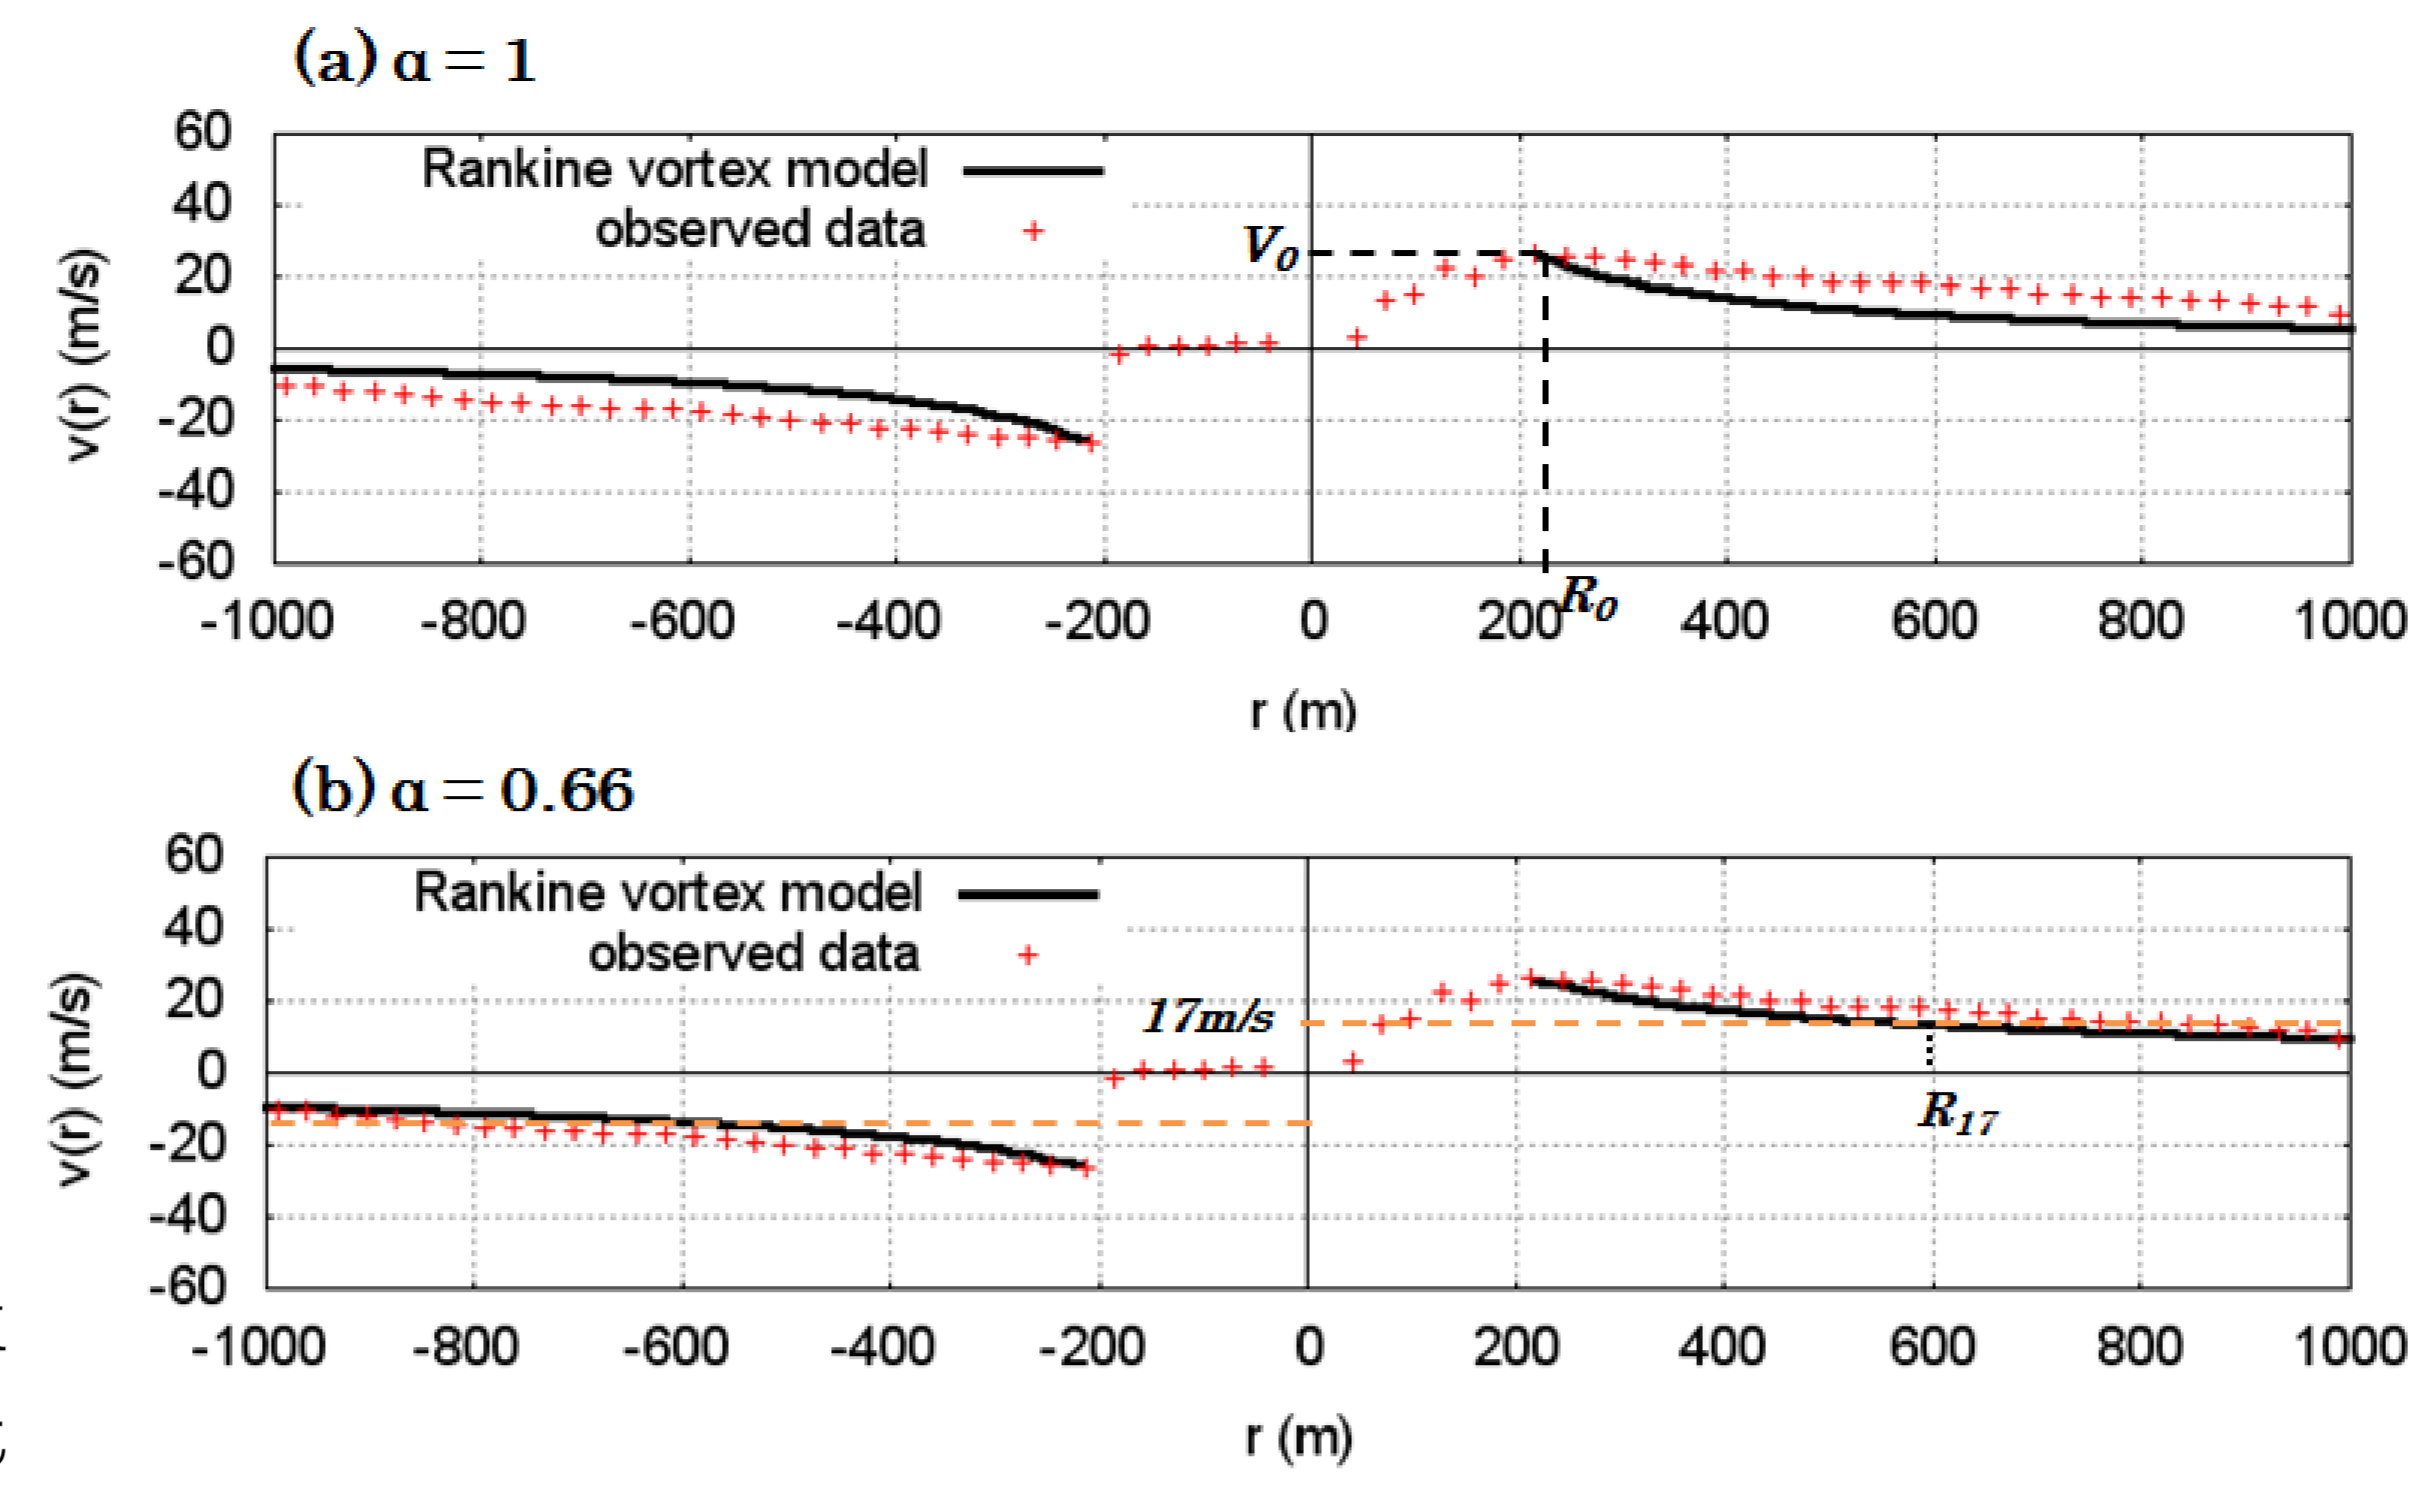 (a) α = 1
60
Rankine vortex model
40
observed data
V0
20
0
-20
-40
-60
v(r) (m/s)
-1000 -800 -600 -400 -200 0 200 400 600 800 1000
R0
r (m)
(b) α = 0.66
60
Rankine vortex model
40
observed data
20
17m/s
0
R17
-20
-40
-60
v(r) (m/s)
-1000 -800 -600 -400 -200 0 200 400 600 800 1000
r (m)